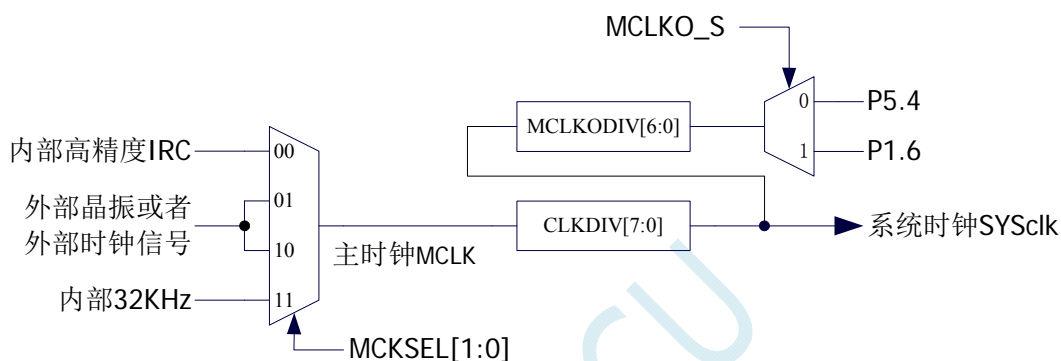 MCLKO_S
0
P5.4
MCLKODIV[6:0]
1
P1.6
内部高精度IRC
00
外部晶振或者
外部时钟信号
01
10
主时钟MCLK
CLKDIV[7:0]
系统时钟SYSclk
内部32KHz
11
MCKSEL[1:0]
CU